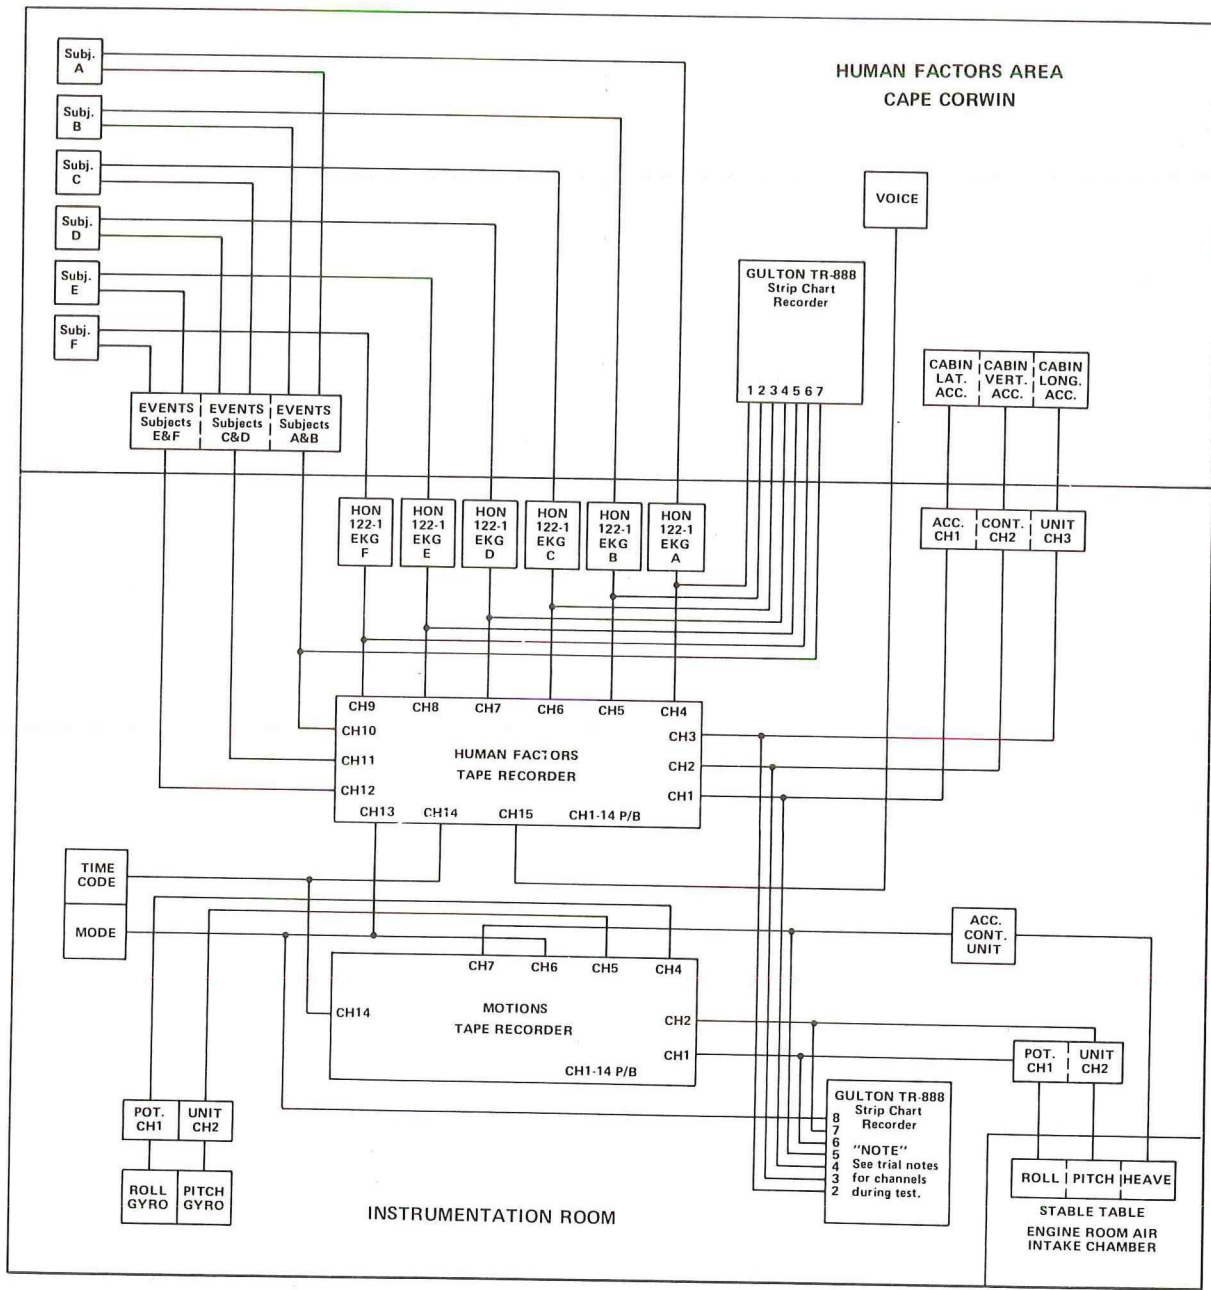 HUMAN FACTORS AREA
CAPE CORWIN
Subj.
A
Subj.
B
Subj.
C
Subj.
D
Subj.
E
Subj.
F
VOICE
GULTON TR-888
Strip Chart
Recorder
1 2 3 4 5 6 7
CABIN
LAT.
ACC.
CABIN
VERT.
ACC.
CABIN
LONG.
ACC.
EVENTS
Subjects
E&F
EVENTS
Subjects
C&D
EVENTS
Subjects
A&B
HON
122-1
EKG
F
HON
122-1
EKG
E
HON
122-1
EKG
D
HON
122-1
EKG
C
HON
122-1
EKG
B
HON
122-1
EKG
A
ACC.
CH1
CONT.
CH2
UNIT
CH3
CH9
CH8
CH7
CH6
CH5
CH4
CH10
CH3
CH11
HUMAN FACTORS
TAPE RECORDER
CH2
CH12
CH1
CH13
CH14
CH15
CH1-14 P/B
TIME
CODE
MODE
ACC.
CONT.
UNIT
CH7
CH6
CH5
CH4
CH14
MOTIONS
TAPE RECORDER
CH2
CH1
CH1-14 P/B
POT.
CH1
UNIT
CH2
POT.
CH1
UNIT
CH2
ROLL
GYRO
PITCH
GYRO
GULTON TR-888
Strip Chart
Recorder
8
7
6
5
4
3
2
"NOTE"
See trial notes
for channels
during test.
ROLL
PITCH
HEAVE
STABLE TABLE
ENGINE ROOM AIR
INTAKE CHAMBER
INSTRUMENTATION ROOM